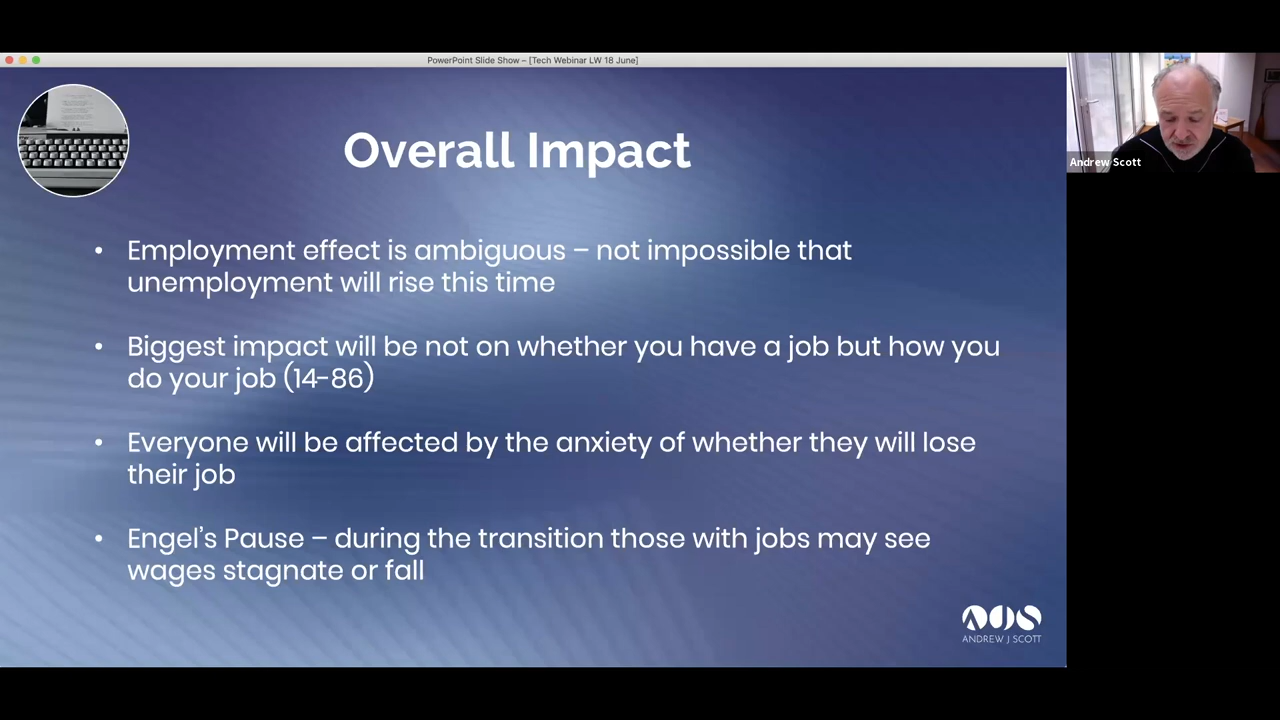 PowerPoint Slide Show – [Tech Webinar LW 18 June]
Overall Impact
Andrew Scott
• Employment effect is ambiguous – not impossible that
unemployment will rise this time
• Biggest impact will be not on whether you have a job but how you
do your job (14-86)
• Everyone will be affected by the anxiety of whether they will lose
their job
• Engel’s Pause – during the transition those with jobs may see
wages stagnate or fall
AJS
ANDREW J SCOTT